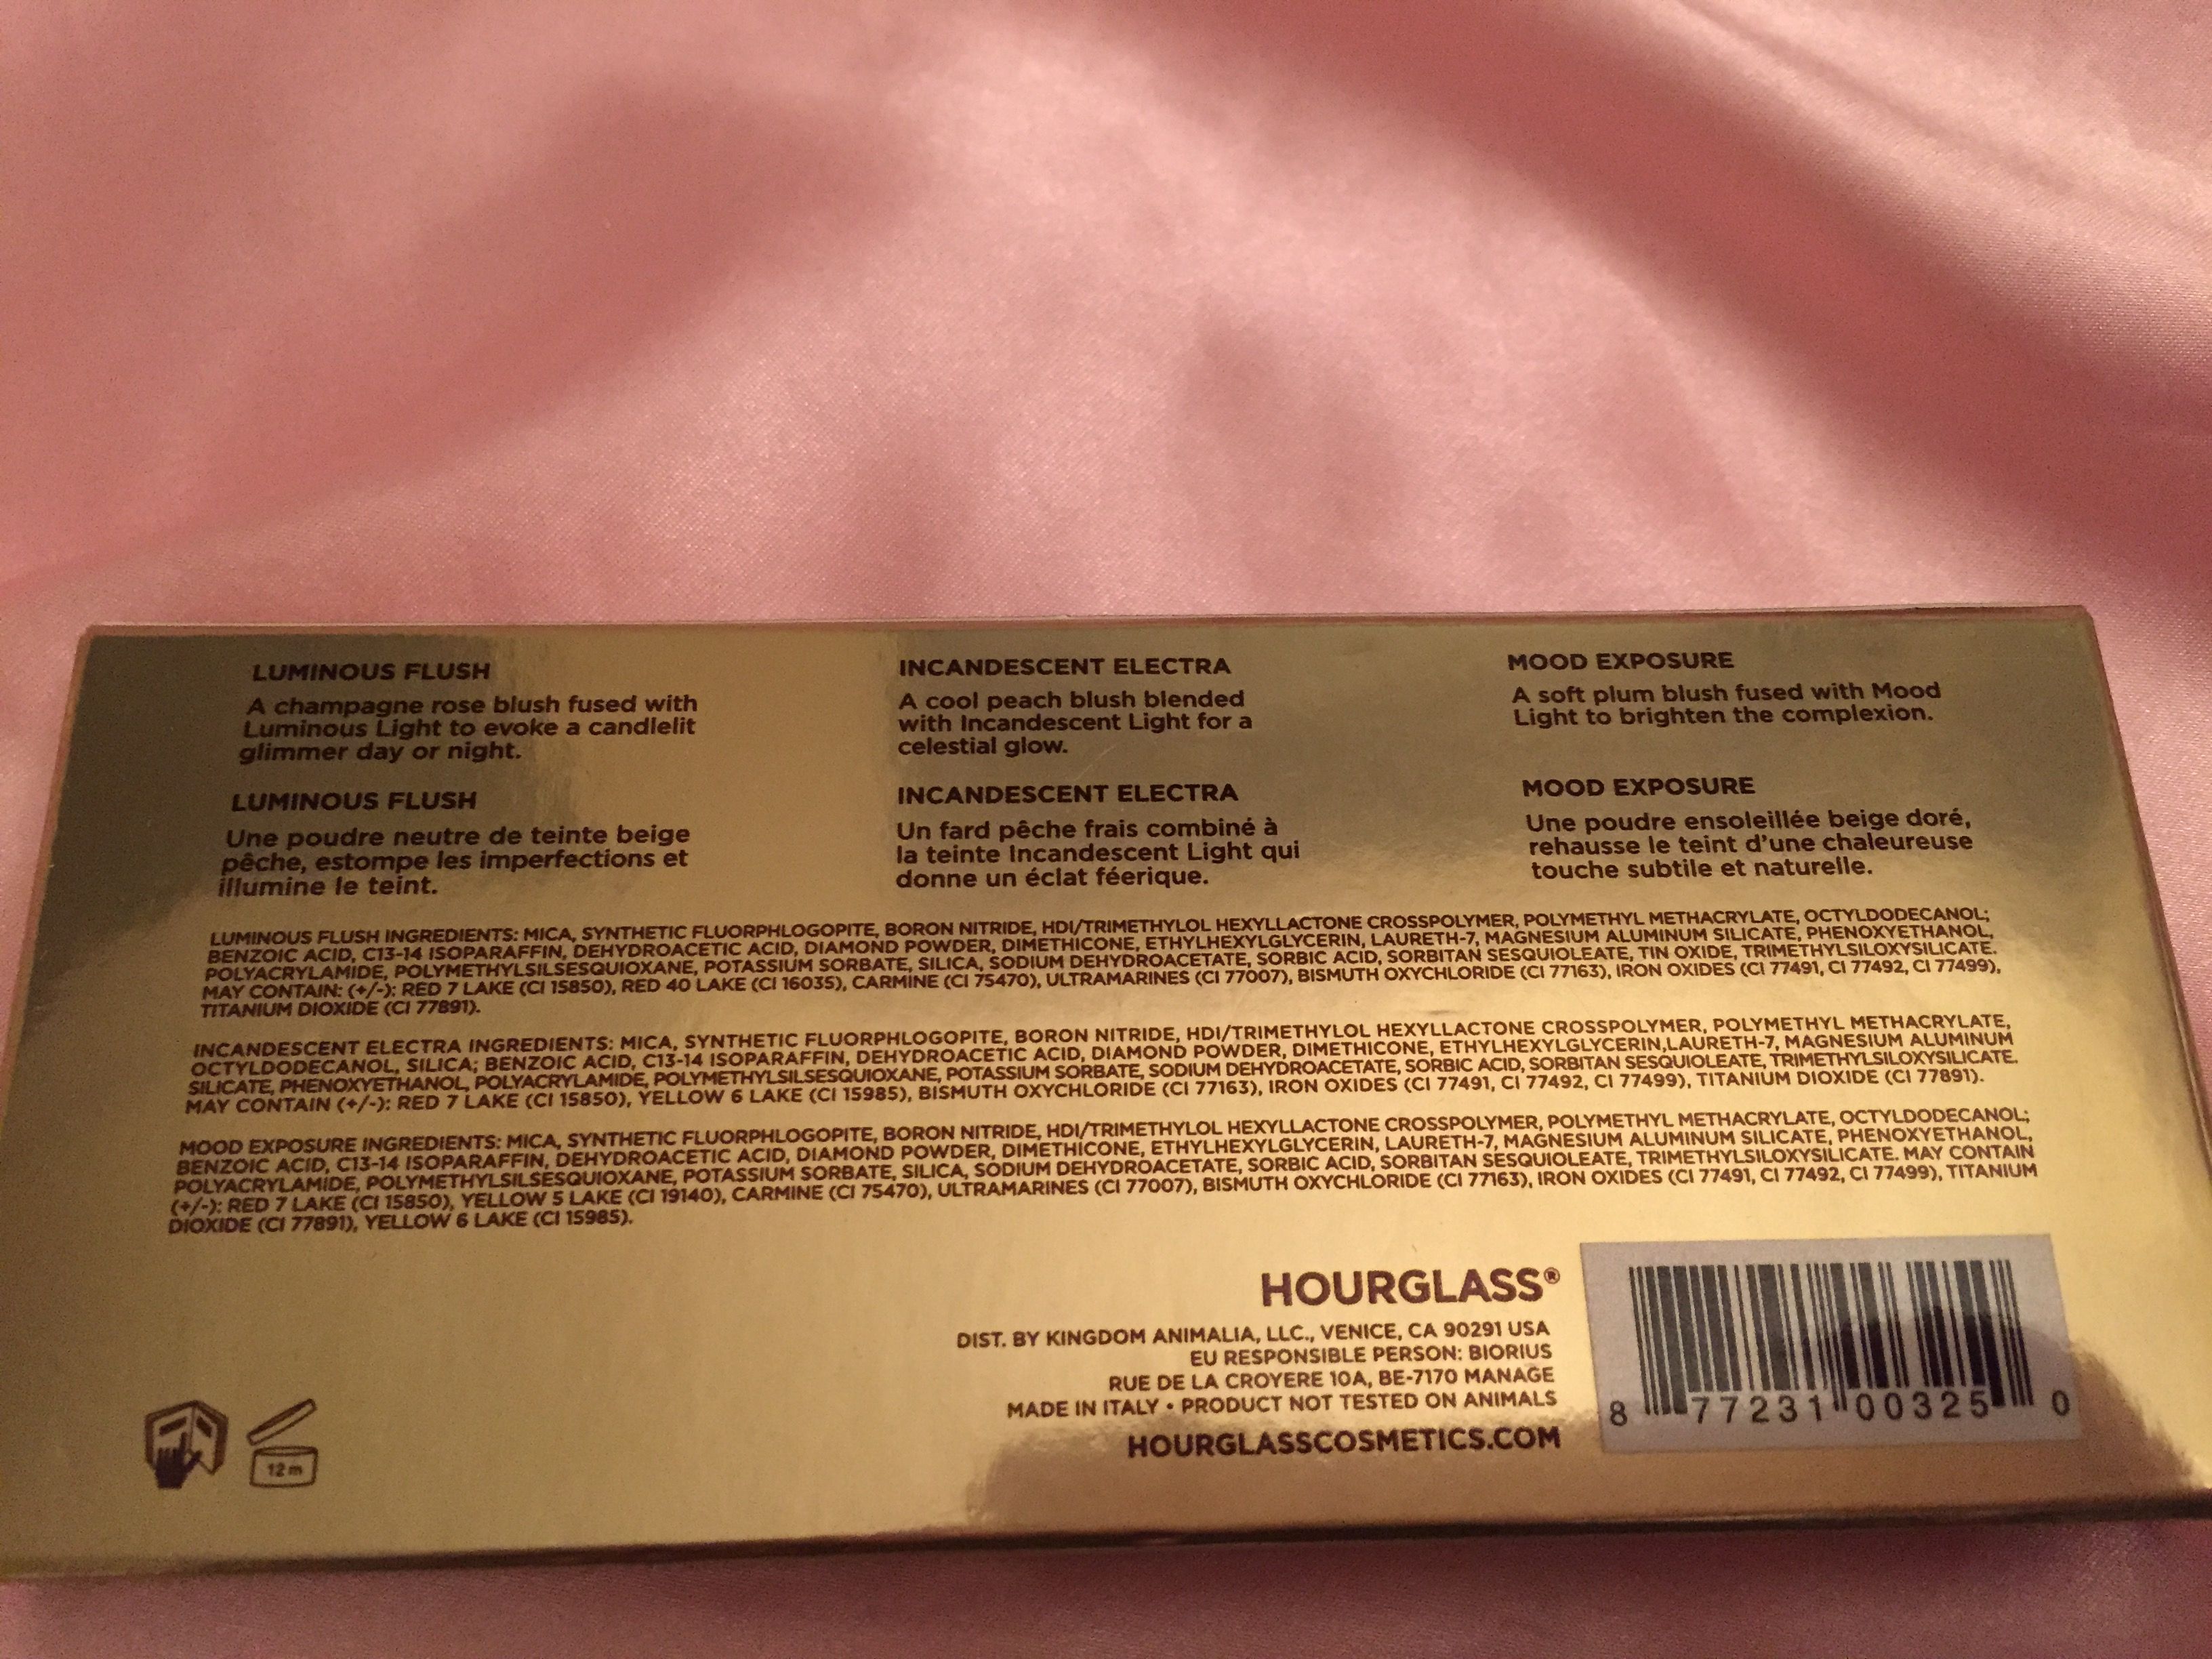 LUMINOUS FLUSH
A champagne rose blush fused with
Luminous Light to evoke a candlelit
glimmer day or night.
LUMINOUS FLUSH
Une poudre neutre de teinte beige
pêche, estompe les imperfections et
illumine le teint.
INCANDESCENT ELECTRA
A cool peach blush blended
with Incandescent Light for a
celestial glow.
INCANDESCENT ELECTRA
Un fard pêche frais combiné à
la teinte Incandescent Light qui
donne un éclat féerique.
MOOD EXPOSURE
A soft plum blush fused with Mood
Light to brighten the complexion.
MOOD EXPOSURE
Une poudre ensoleillée beige doré,
rehausse le teint d'une chaleureuse
touche subtile et naturelle.
LUMINOUS FLUSH INGREDIENTS: MICA, SYNTHETIC FLUORPHLOGOPITE, BORON NITRIDE, HDI/TRIMETHYLOL HEXYLLACTONE CROSSPOLYMER, POLYMETHYL METHACRYLATE, OCTYLDODECANOL;
BENZOIC ACID, C13-14 ISOPARAFFIN, DEHYDROACETIC ACID, DIAMOND POWDER, DIMETHICONE, ETHYLHEXYLGLYCERIN, LAURETH-7, MAGNESIUM ALUMINUM SILICATE, PHENOXYETHANOL,
POLYACRYLAMIDE, POLYMETHYLSILSESQUIOXANE, POTASSIUM SORBATE, SILICA, SODIUM DEHYDROACETATE, SORBIC ACID, SORBITAN SESQUIOLEATE, TIN OXIDE, TRIMETHYLSILOXYSILICATE.
MAY CONTAIN: (+/-): RED 7 LAKE (CI 15850), RED 40 LAKE (CI 16035), CARMINE (CI 75470), ULTRAMARINES (CI 77007), BISMUTH OXYCHLORIDE (CI 77163), IRON OXIDES (CI 77491, CI 77492, CI 77499),
TITANIUM DIOXIDE (CI 77891).
INCANDESCENT ELECTRA INGREDIENTS: MICA, SYNTHETIC FLUORPHLOGOPITE, BORON NITRIDE, HDI/TRIMETHYLOL HEXYLLACTONE CROSSPOLYMER, POLYMETHYL METHACRYLATE,
OCTYLDODECANOL, SILICA; BENZOIC ACID, C13-14 ISOPARAFFIN, DEHYDROACETIC ACID, DIAMOND POWDER, DIMETHICONE, ETHYLHEXYLGLYCERIN,LAURETH-7, MAGNESIUM ALUMINUM
SILICATE, PHENOXYETHANOL, POLYACRYLAMIDE, POLYMETHYLSILSESQUIOXANE, POTASSIUM SORBATE, SODIUM DEHYDROACETATE, SORBIC ACID, SORBITAN SESQUIOLEATE, TRIMETHYLSILOXYSILICATE.
MAY CONTAIN (+/-): RED 7 LAKE (CI 15850), YELLOW 6 LAKE (CI 15985), BISMUTH OXYCHLORIDE (CI 77163), IRON OXIDES (CI 77491, CI 77492, CI 77499), TITANIUM DIOXIDE (CI 77891).
MOOD EXPOSURE INGREDIENTS: MICA, SYNTHETIC FLUORPHLOGOPITE, BORON NITRIDE, HDI/TRIMETHYLOL HEXYLLACTONE CROSSPOLYMER, POLYMETHYL METHACRYLATE, OCTYLDODECANOL;
BENZOIC ACID, C13-14 ISOPARAFFIN, DEHYDROACETIC ACID, DIAMOND POWDER, DIMETHICONE, ETHYLHEXYLGLYCERIN, LAURETH-7, MAGNESIUM ALUMINUM SILICATE, PHENOXYETHANOL,
POLYACRYLAMIDE, POLYMETHYLSILSESQUIOXANE, POTASSIUM SORBATE, SILICA, SODIUM DEHYDROACETATE, SORBIC ACID, SORBITAN SESQUIOLEATE, TRIMETHYLSILOXYSILICATE. MAY CONTAIN
(+/-): RED 7 LAKE (CI 15850), YELLOW 5 LAKE (CI 19140), CARMINE (CI 75470), ULTRAMARINES (CI 77007), BISMUTH OXYCHLORIDE (CI 77163), IRON OXIDES (CI 77491, CI 77492, CI 77499), TITANIUM
DIOXIDE (CI 77891), YELLOW 6 LAKE (CI 15985).
HOURGLASS®
DIST. BY KINGDOM ANIMALIA, LLC., VENICE, CA 90291 USA
EU RESPONSIBLE PERSON: BIORIUS
RUE DE LA CROYERE 10A, BE-7170 MANAGE
MADE IN ITALY • PRODUCT NOT TESTED ON ANIMALS
HOURGLASSCOSMETICS.COM
12 m
8 77231 00325 0